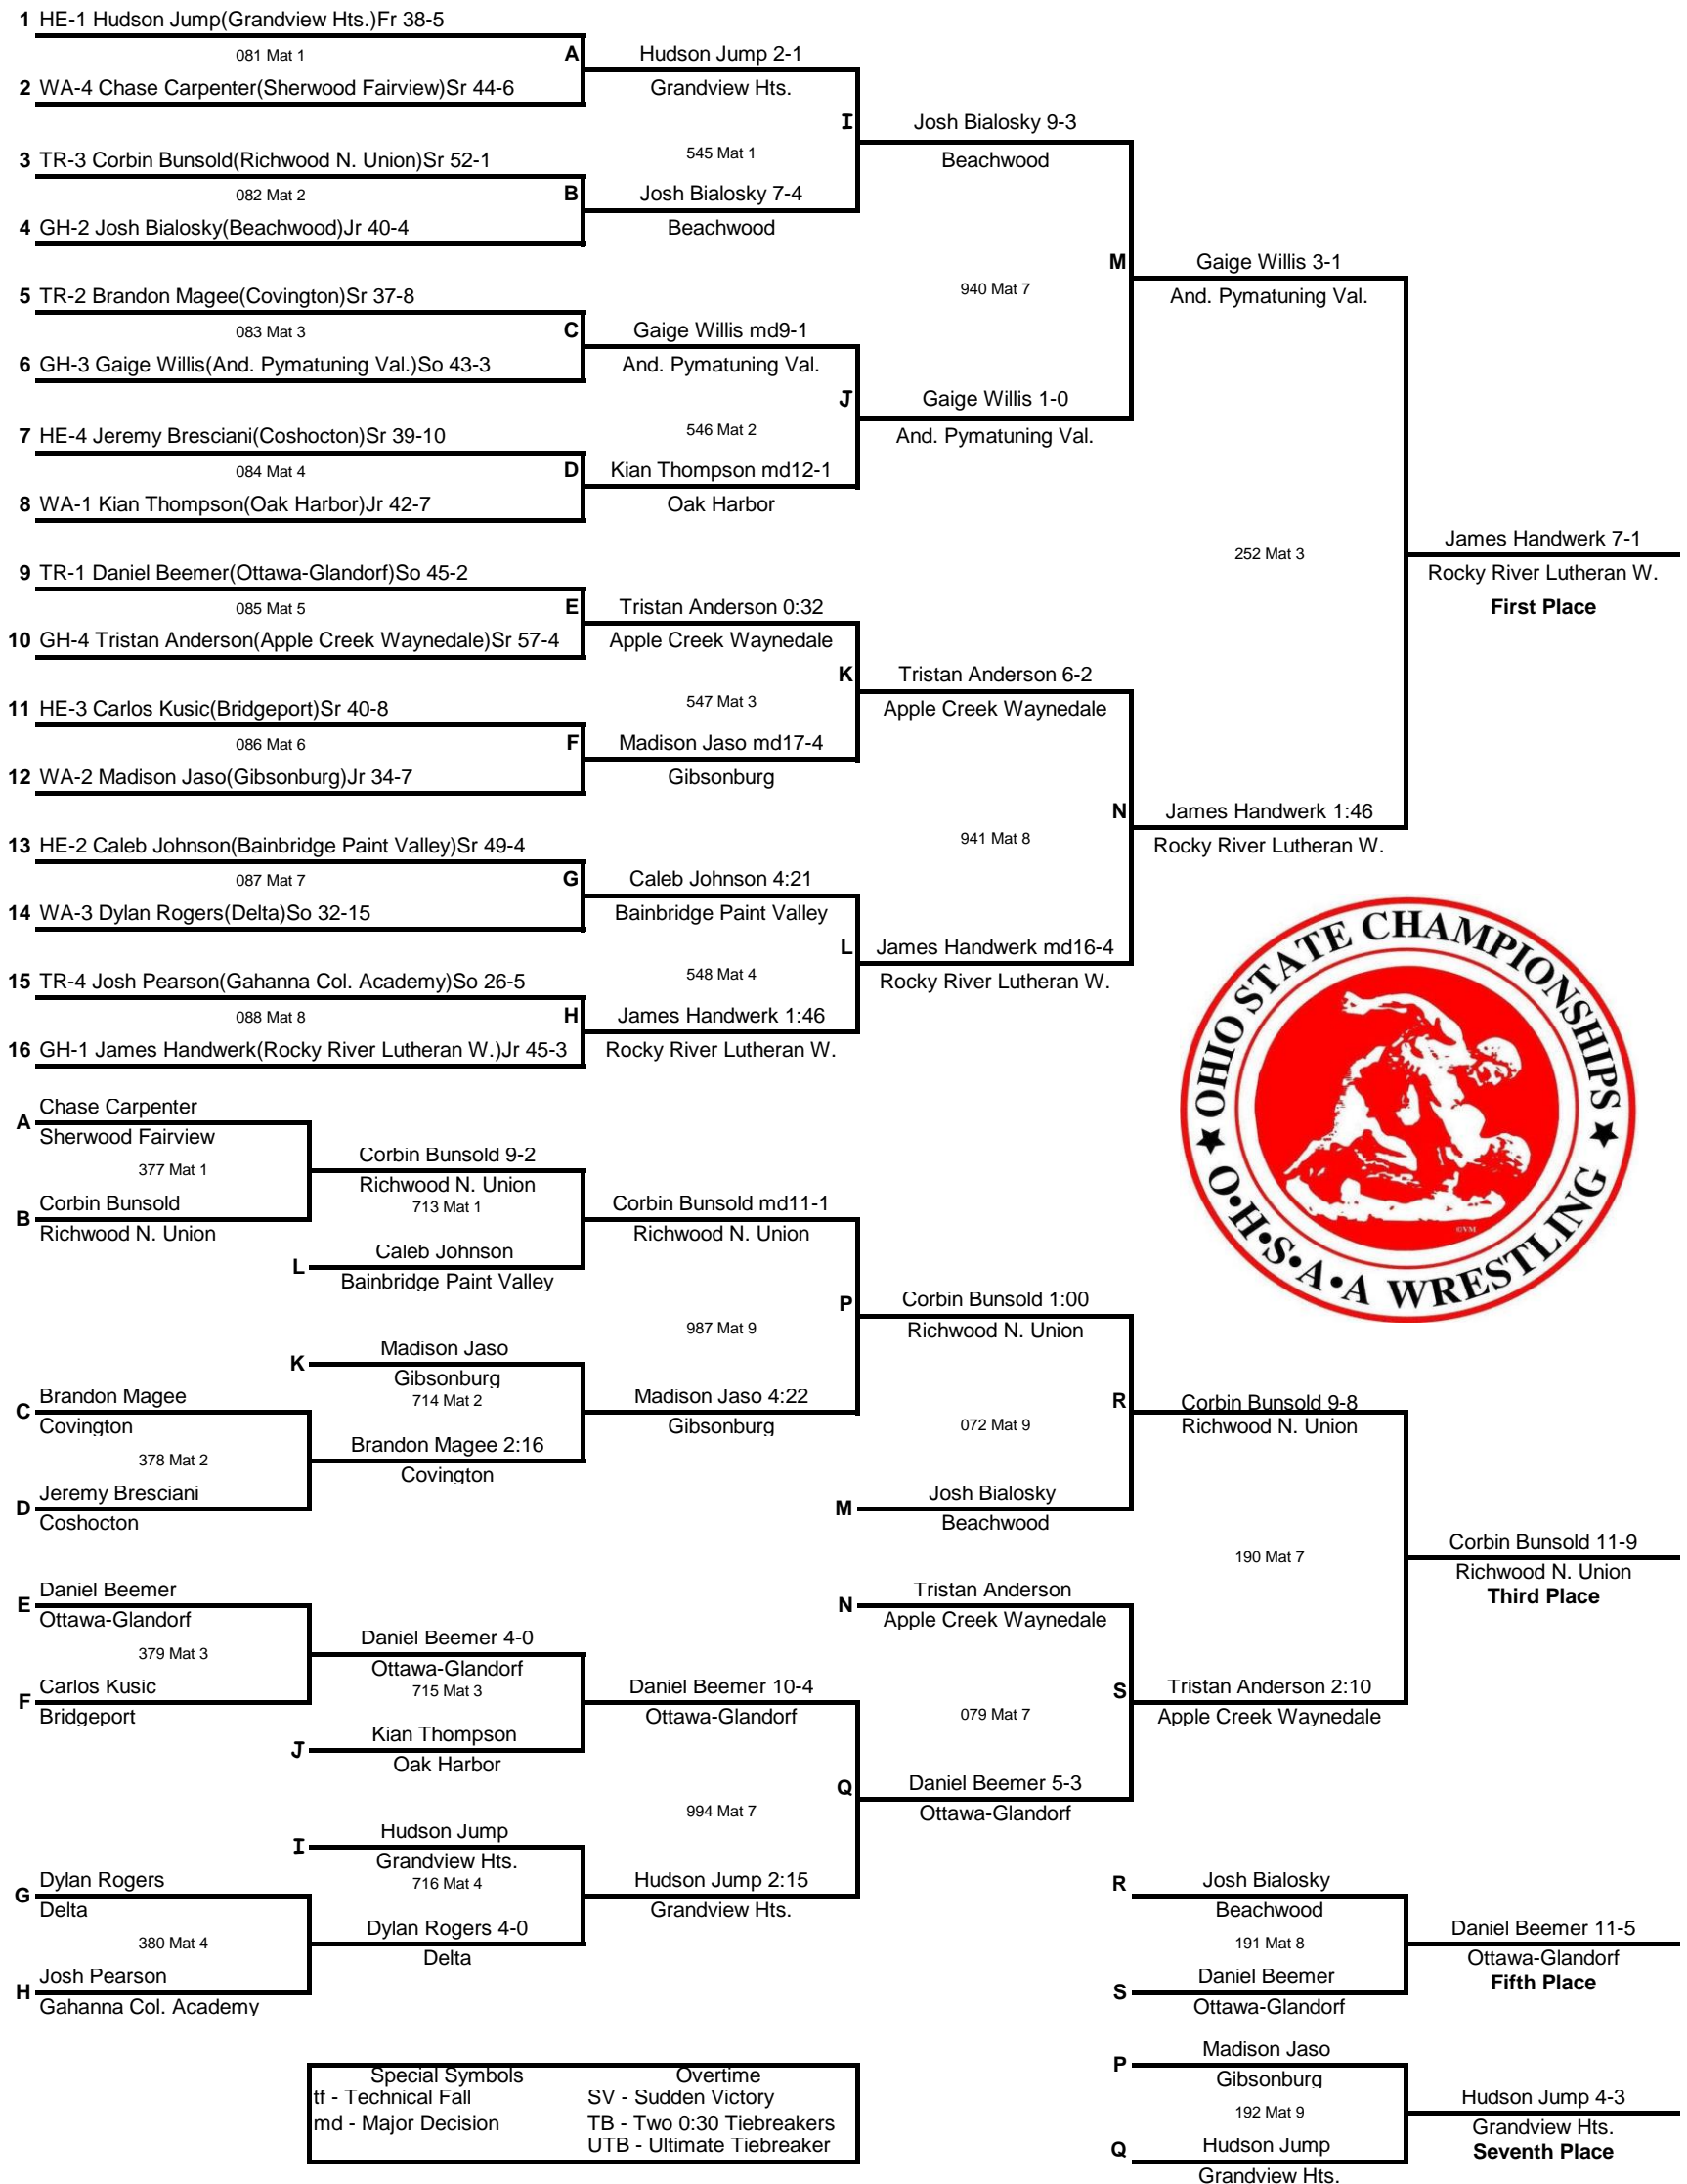 1 HE-1 Hudson Jump(Grandview Hts.)Fr 38-5
081 Mat 1
A
2 WA-4 Chase Carpenter(Sherwood Fairview)Sr 44-6
Hudson Jump 2-1
Grandview Hts.
3 TR-3 Corbin Bunsold(Richwood N. Union)Sr 52-1
082 Mat 2
B
4 GH-2 Josh Bialosky(Beachwood)Jr 40-4
545 Mat 1
I
Josh Bialosky 7-4
Beachwood
Josh Bialosky 9-3
Beachwood
5 TR-2 Brandon Magee(Covington)Sr 37-8
083 Mat 3
C
6 GH-3 Gaige Willis(And. Pymatuning Val.)So 43-3
Gaige Willis md9-1
And. Pymatuning Val.
940 Mat 7
M
Gaige Willis 3-1
And. Pymatuning Val.
7 HE-4 Jeremy Bresciani(Coshocton)Sr 39-10
084 Mat 4
D
8 WA-1 Kian Thompson(Oak Harbor)Jr 42-7
546 Mat 2
J
Kian Thompson md12-1
Oak Harbor
Gaige Willis 1-0
And. Pymatuning Val.
252 Mat 3
James Handwerk 7-1
Rocky River Lutheran W.
First Place
9 TR-1 Daniel Beemer(Ottawa-Glandorf)So 45-2
085 Mat 5
E
10 GH-4 Tristan Anderson(Apple Creek Waynedale)Sr 57-4
Tristan Anderson 0:32
Apple Creek Waynedale
11 HE-3 Carlos Kusic(Bridgeport)Sr 40-8
086 Mat 6
F
12 WA-2 Madison Jaso(Gibsonburg)Jr 34-7
547 Mat 3
K
Madison Jaso md17-4
Gibsonburg
Tristan Anderson 6-2
Apple Creek Waynedale
13 HE-2 Caleb Johnson(Bainbridge Paint Valley)Sr 49-4
087 Mat 7
G
14 WA-3 Dylan Rogers(Delta)So 32-15
Caleb Johnson 4:21
Bainbridge Paint Valley
941 Mat 8
N
James Handwerk 1:46
Rocky River Lutheran W.
15 TR-4 Josh Pearson(Gahanna Col. Academy)So 26-5
088 Mat 8
H
16 GH-1 James Handwerk(Rocky River Lutheran W.)Jr 45-3
548 Mat 4
L
James Handwerk 1:46
Rocky River Lutheran W.
James Handwerk md16-4
Rocky River Lutheran W.
★ OHIO STATE CHAMPIONSHIPS ★
O•H•S•A•A WRESTLING
©VM
A Chase Carpenter
Sherwood Fairview
377 Mat 1
B Corbin Bunsold
Richwood N. Union
Corbin Bunsold 9-2
Richwood N. Union
713 Mat 1
L Caleb Johnson
Bainbridge Paint Valley
Corbin Bunsold md11-1
Richwood N. Union
987 Mat 9
P
K Madison Jaso
Gibsonburg
714 Mat 2
C Brandon Magee
Covington
378 Mat 2
D Jeremy Bresciani
Coshocton
Brandon Magee 2:16
Covington
Madison Jaso 4:22
Gibsonburg
Corbin Bunsold 1:00
Richwood N. Union
072 Mat 9
R
M Josh Bialosky
Beachwood
Corbin Bunsold 9-8
Richwood N. Union
190 Mat 7
Corbin Bunsold 11-9
Richwood N. Union
Third Place
E Daniel Beemer
Ottawa-Glandorf
379 Mat 3
F Carlos Kusic
Bridgeport
Daniel Beemer 4-0
Ottawa-Glandorf
715 Mat 3
J Kian Thompson
Oak Harbor
Daniel Beemer 10-4
Ottawa-Glandorf
N Tristan Anderson
Apple Creek Waynedale
079 Mat 7
S
Tristan Anderson 2:10
Apple Creek Waynedale
994 Mat 7
Q
Daniel Beemer 5-3
Ottawa-Glandorf
I Hudson Jump
Grandview Hts.
716 Mat 4
G Dylan Rogers
Delta
380 Mat 4
H Josh Pearson
Gahanna Col. Academy
Dylan Rogers 4-0
Delta
Hudson Jump 2:15
Grandview Hts.
R Josh Bialosky
Beachwood
191 Mat 8
S Daniel Beemer
Ottawa-Glandorf
Daniel Beemer 11-5
Ottawa-Glandorf
Fifth Place
P Madison Jaso
Gibsonburg
192 Mat 9
Q Hudson Jump
Grandview Hts.
Hudson Jump 4-3
Grandview Hts.
Seventh Place
Special Symbols Overtime
tf - Technical Fall SV - Sudden Victory
md - Major Decision TB - Two 0:30 Tiebreakers
UTB - Ultimate Tiebreaker